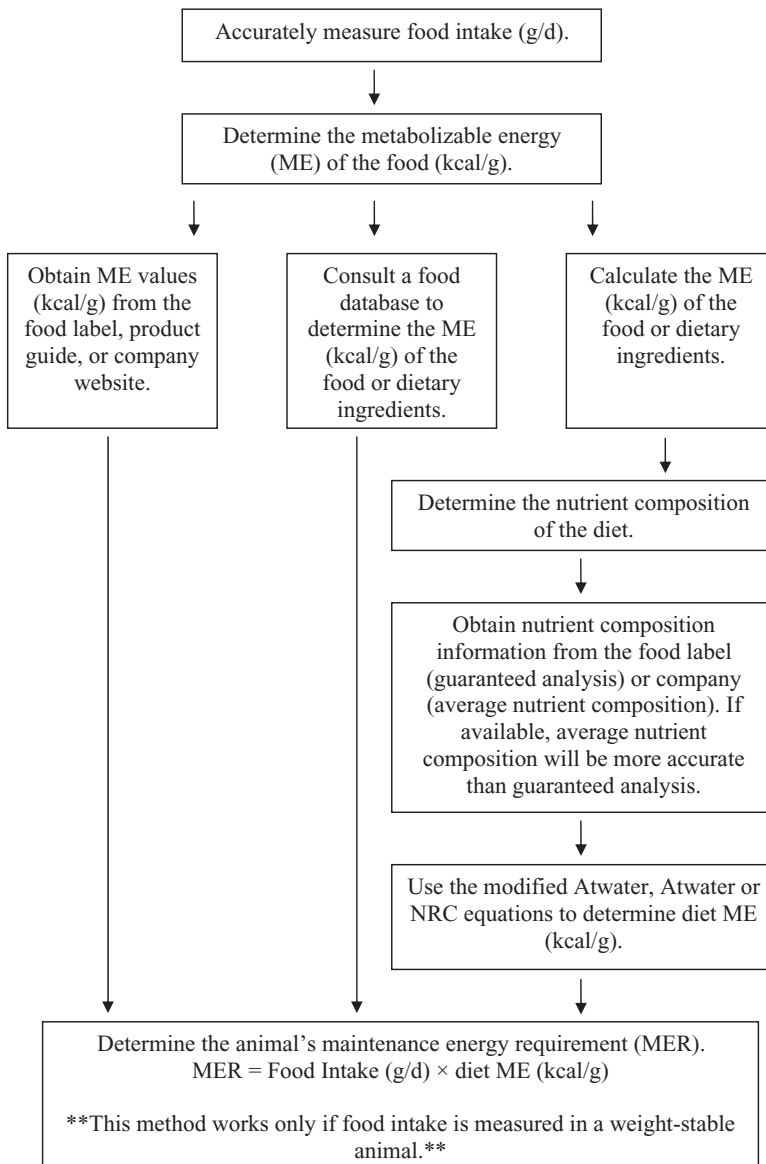 Accurately measure food intake (g/d).
Determine the metabolizable energy
(ME) of the food (kcal/g).
Obtain ME values
(kcal/g) from the
food label, product
guide, or company
website.
Consult a food
database to
determine the ME
(kcal/g) of the
food or dietary
ingredients.
Calculate the ME
(kcal/g) of the
food or dietary
ingredients.
Determine the nutrient composition
of the diet.
Obtain nutrient composition
information from the food label
(guaranteed analysis) or company
(average nutrient composition). If
available, average nutrient
composition will be more accurate
than guaranteed analysis.
Use the modified Atwater, Atwater or
NRC equations to determine diet ME
(kcal/g).
Determine the animal’s maintenance energy requirement (MER).
MER = Food Intake (g/d) × diet ME (kcal/g)
**This method works only if food intake is measured in a weight-stable
animal.**